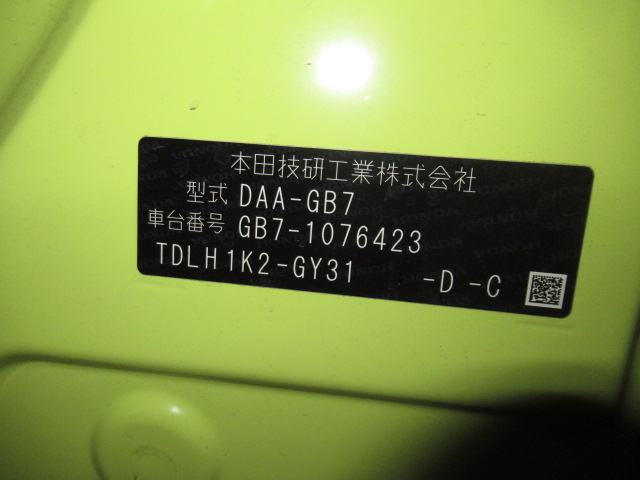 本田技研工業株式会社
型式 DAA-GB7
車台番号 GB7-1076423
TDLH1K2-GY31 -D -C